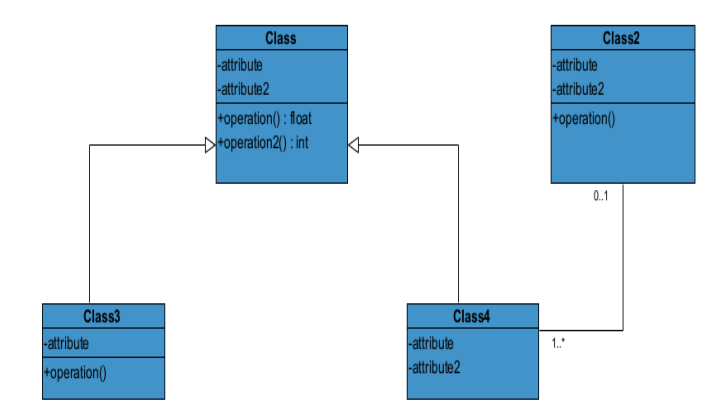 Class
-attribute
-attribute2
+operation() : float
+operation2() : int
Class2
-attribute
-attribute2
+operation()
0..1
Class3
-attribute
+operation()
Class4
-attribute
-attribute2
1..*